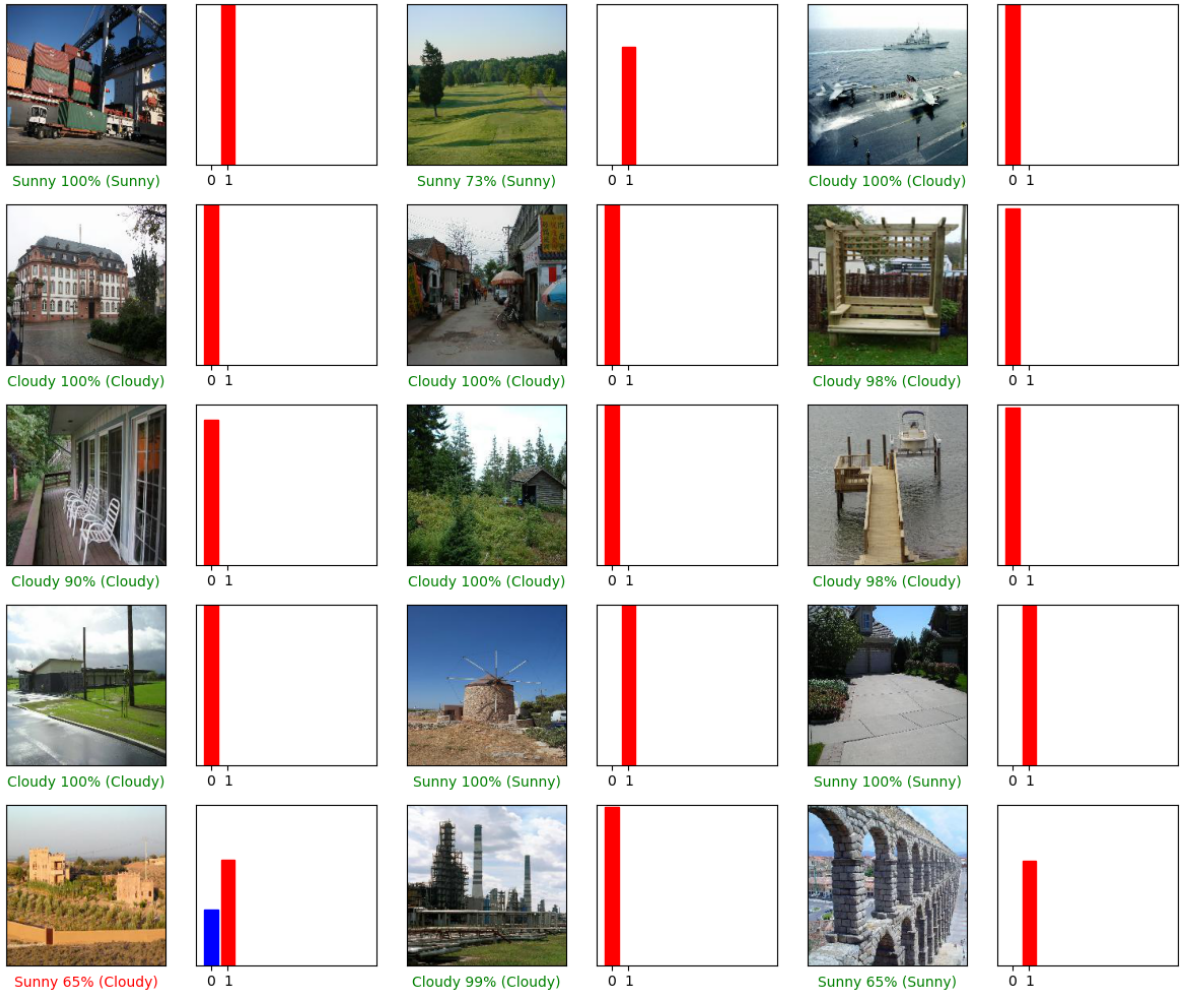 Sunny 100% (Sunny)
0 1
Sunny 73% (Sunny)
0 1
Cloudy 100% (Cloudy)
0 1
Cloudy 100% (Cloudy)
0 1
Cloudy 100% (Cloudy)
0 1
Cloudy 98% (Cloudy)
0 1
Cloudy 90% (Cloudy)
0 1
Cloudy 100% (Cloudy)
0 1
Cloudy 98% (Cloudy)
0 1
Cloudy 100% (Cloudy)
0 1
Sunny 100% (Sunny)
0 1
Sunny 100% (Sunny)
0 1
Sunny 65% (Cloudy)
0 1
Cloudy 99% (Cloudy)
0 1
Sunny 65% (Sunny)
0 1